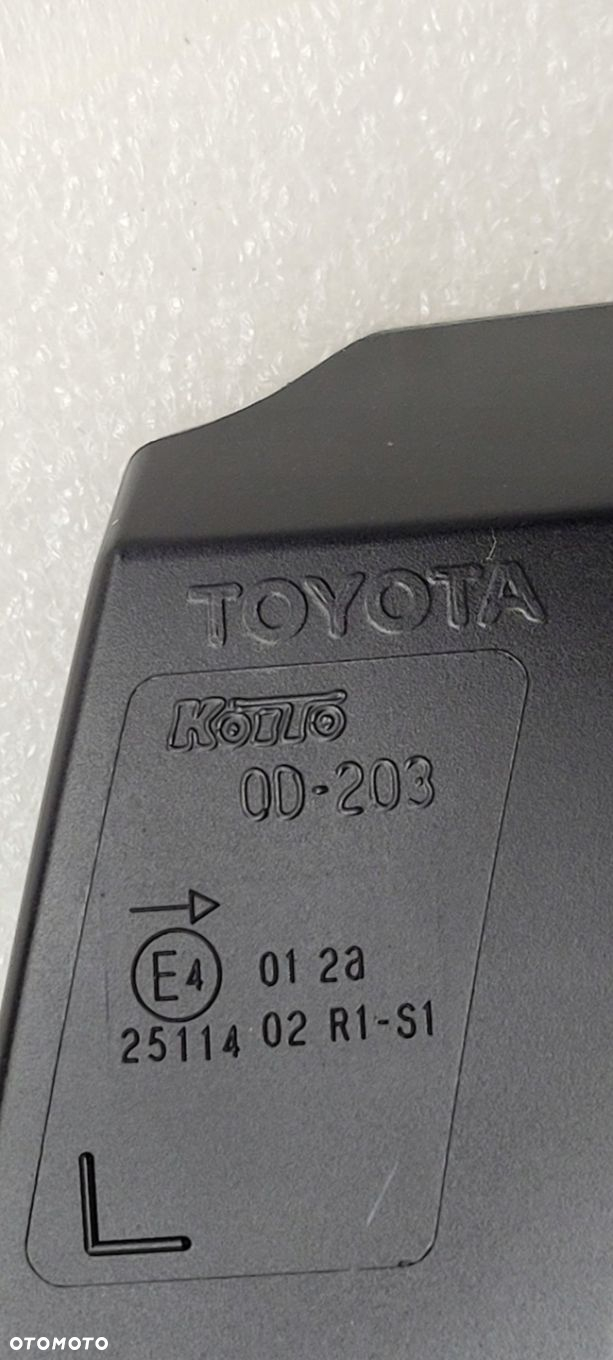 TOYOTA
KOITO
0D-203
E4 01 2a
25114 02 R1-S1
L
OTOMOTO